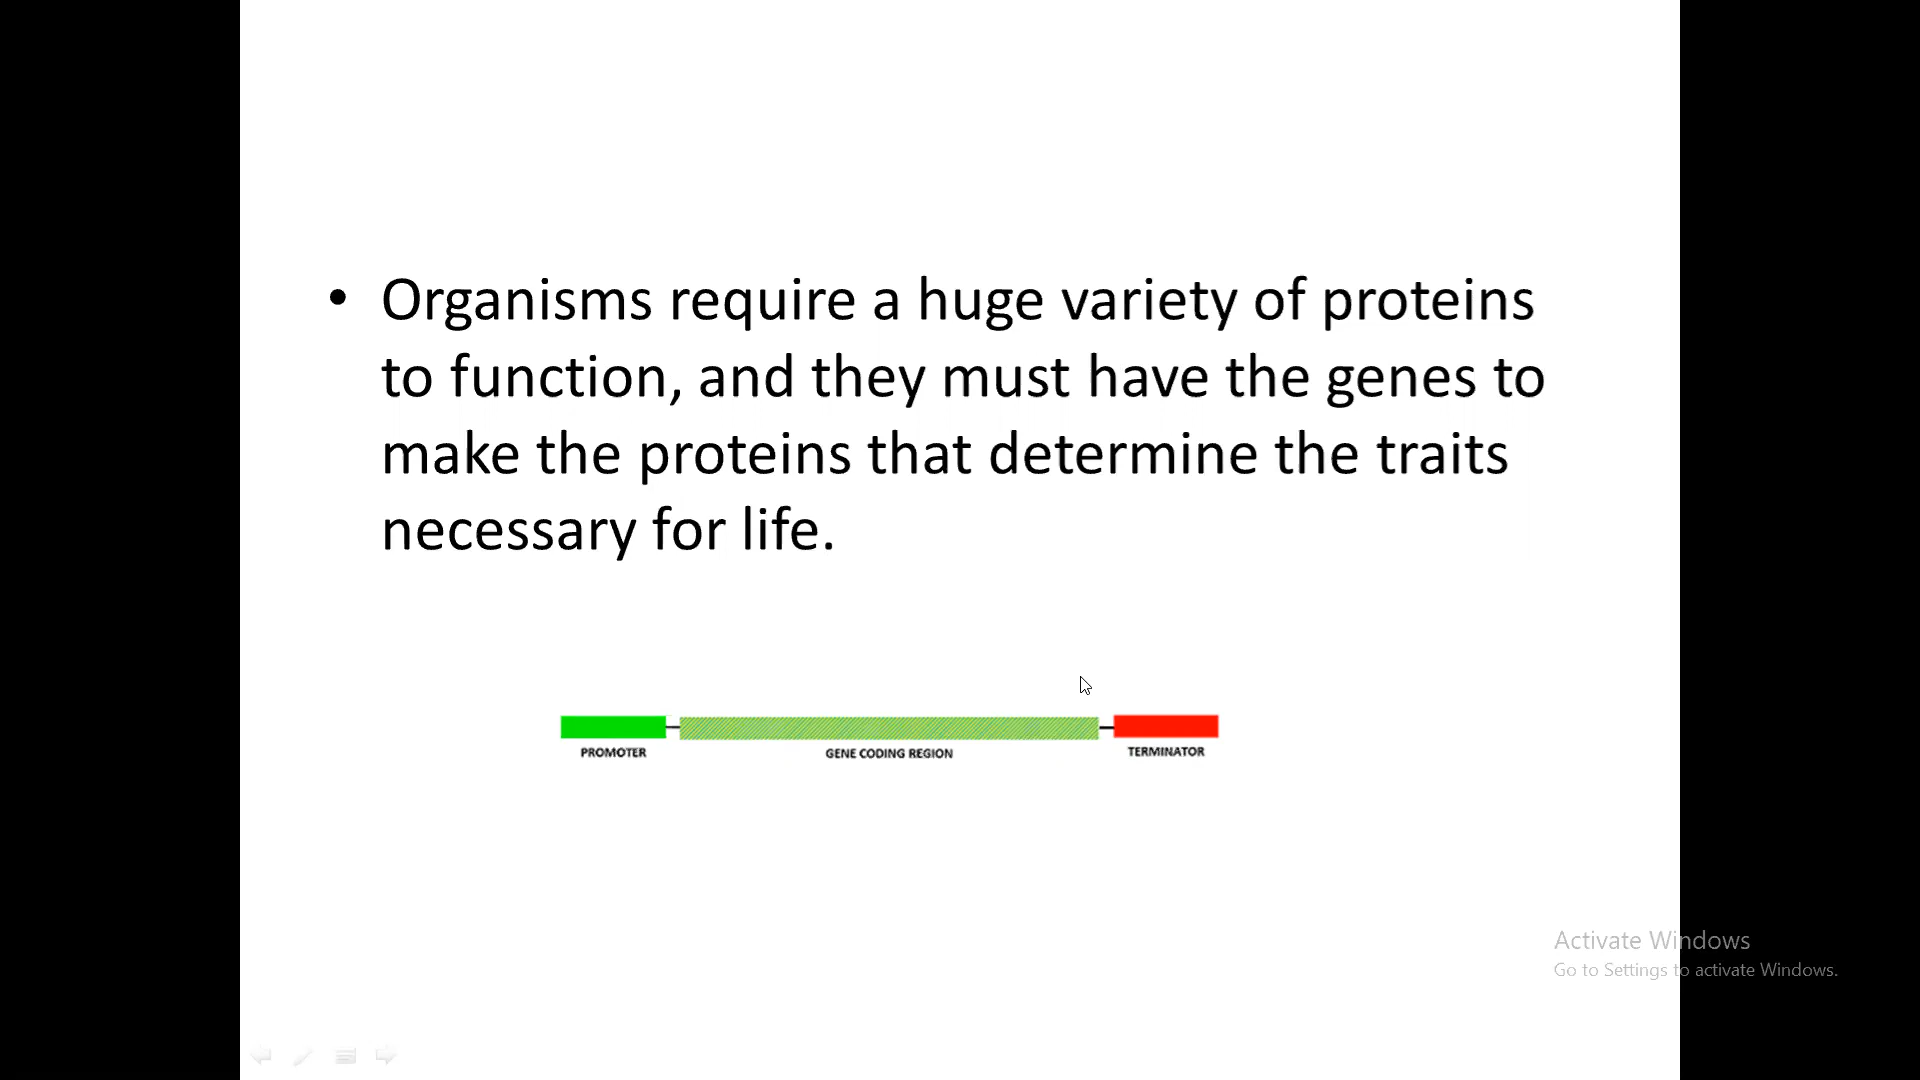 • Organisms require a huge variety of proteins
to function, and they must have the genes to
make the proteins that determine the traits
necessary for life.
PROMOTER
GENE CODING REGION
TERMINATOR
Activate Windows
Go to Settings to activate Windows.